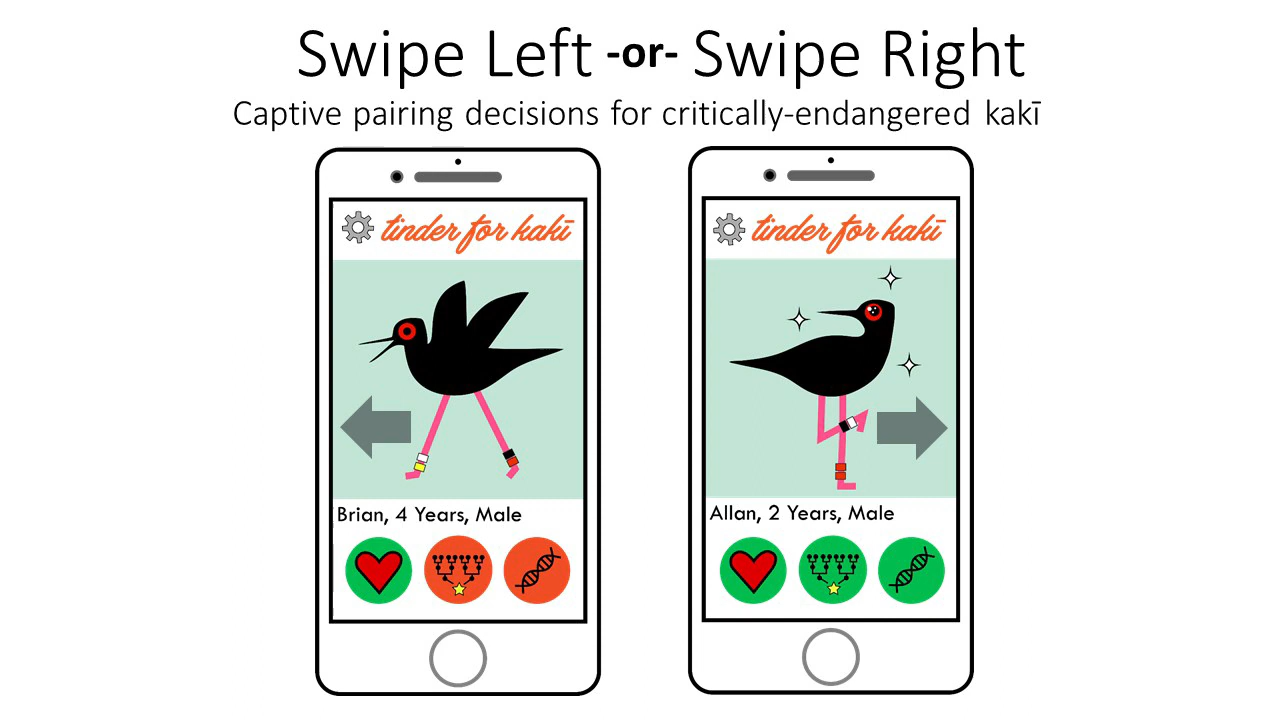 Swipe Left -or- Swipe Right
Captive pairing decisions for critically-endangered kakī
tinder for kakī
Brian, 4 Years, Male
tinder for kakī
Allan, 2 Years, Male